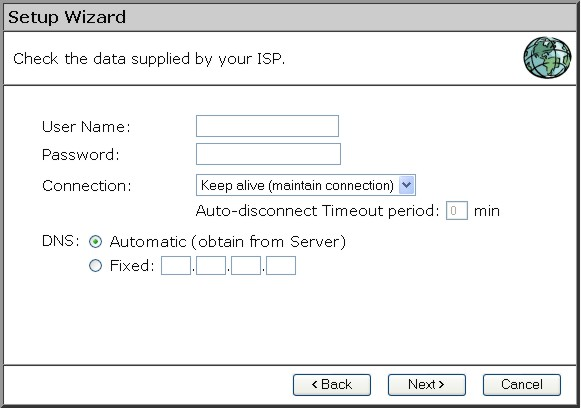 Setup Wizard
Check the data supplied by your ISP.
User Name:
Password:
Connection: Keep alive (maintain connection)
Auto-disconnect Timeout period: 0 min
DNS: Automatic (obtain from Server)
Fixed: . . .
< Back Next > Cancel